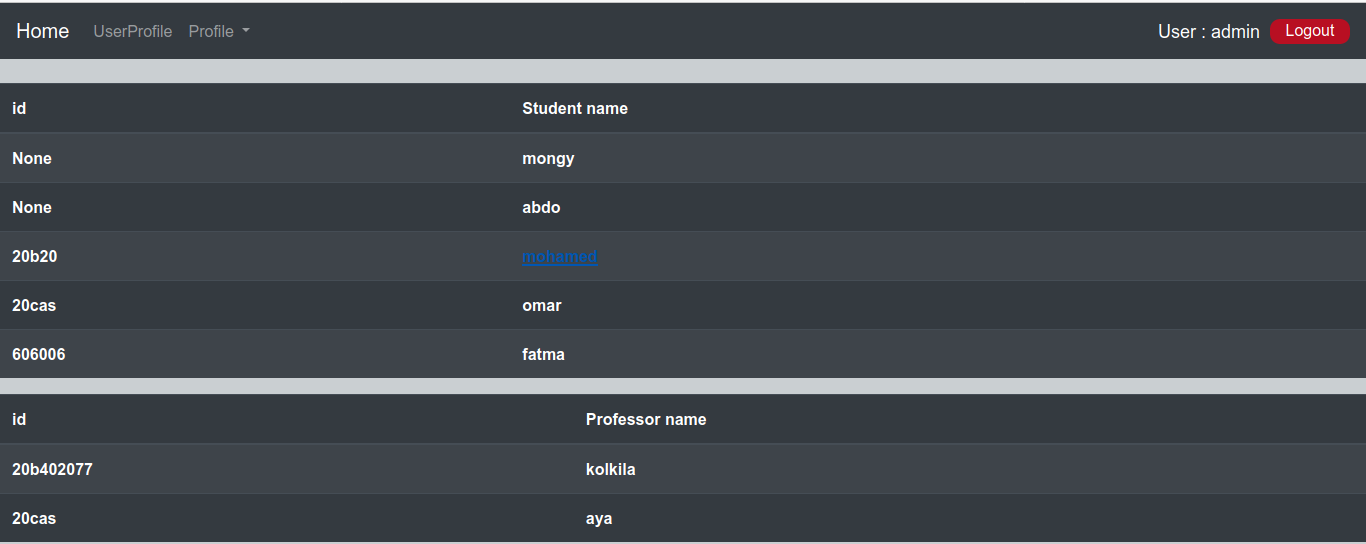 Home UserProfile Profile User : admin Logout
id Student name
None mongy
None abdo
20b20 mohamed
20cas omar
606006 fatma
id Professor name
20b402077 kolkila
20cas aya